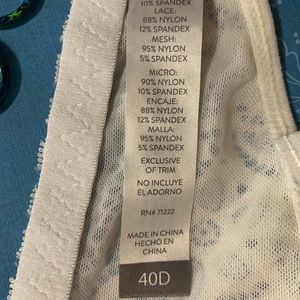 10% SPANDEX
LACE:
88% NYLON
12% SPANDEX
MESH:
95% NYLON
5% SPANDEX
MICRO:
90% NYLON
10% SPANDEX
ENCAJE:
88% NYLON
12% SPANDEX
MALLA:
95% NYLON
5% SPANDEX
EXCLUSIVE
OF TRIM
NO INCLUYE
EL ADORNO
RN# 71222
MADE IN CHINA
HECHO EN
CHINA
40D